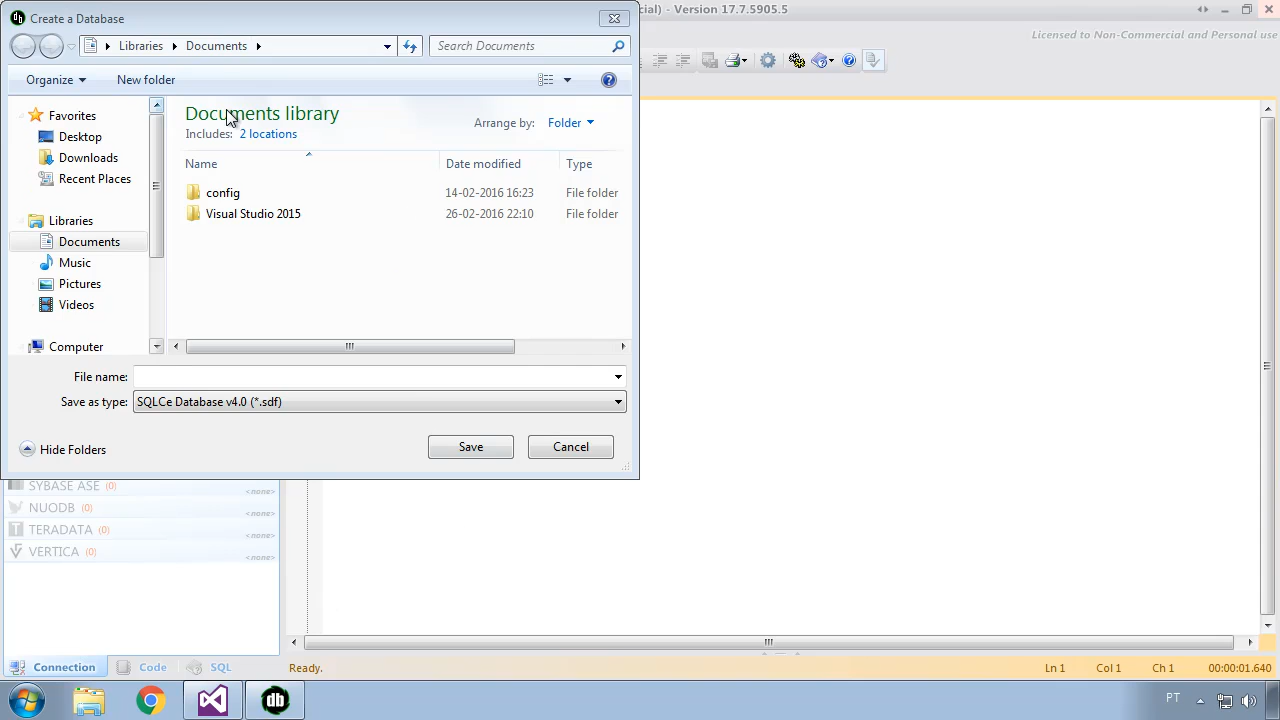 Create a Database
cial) - Version 17.7.5905.5
Licensed to Non-Commercial and Personal use
Libraries
Documents
Search Documents
Organize
New folder
Favorites
Desktop
Downloads
Recent Places
Libraries
Documents
Music
Pictures
Videos
Computer
Documents library
Includes: 2 locations
Arrange by: Folder
Name Date modified Type
config 14-02-2016 16:23 File folder
Visual Studio 2015 26-02-2016 22:10 File folder
File name:
Save as type: SQLCe Database v4.0 (*.sdf)
Hide Folders
Save
Cancel
SYBASE ASE (0) <none>
NUODB (0) <none>
TERADATA (0) <none>
VERTICA (0) <none>
Connection Code SQL
Ready.
Ln 1 Col 1 Ch 1 00:00:01.640
db
PT